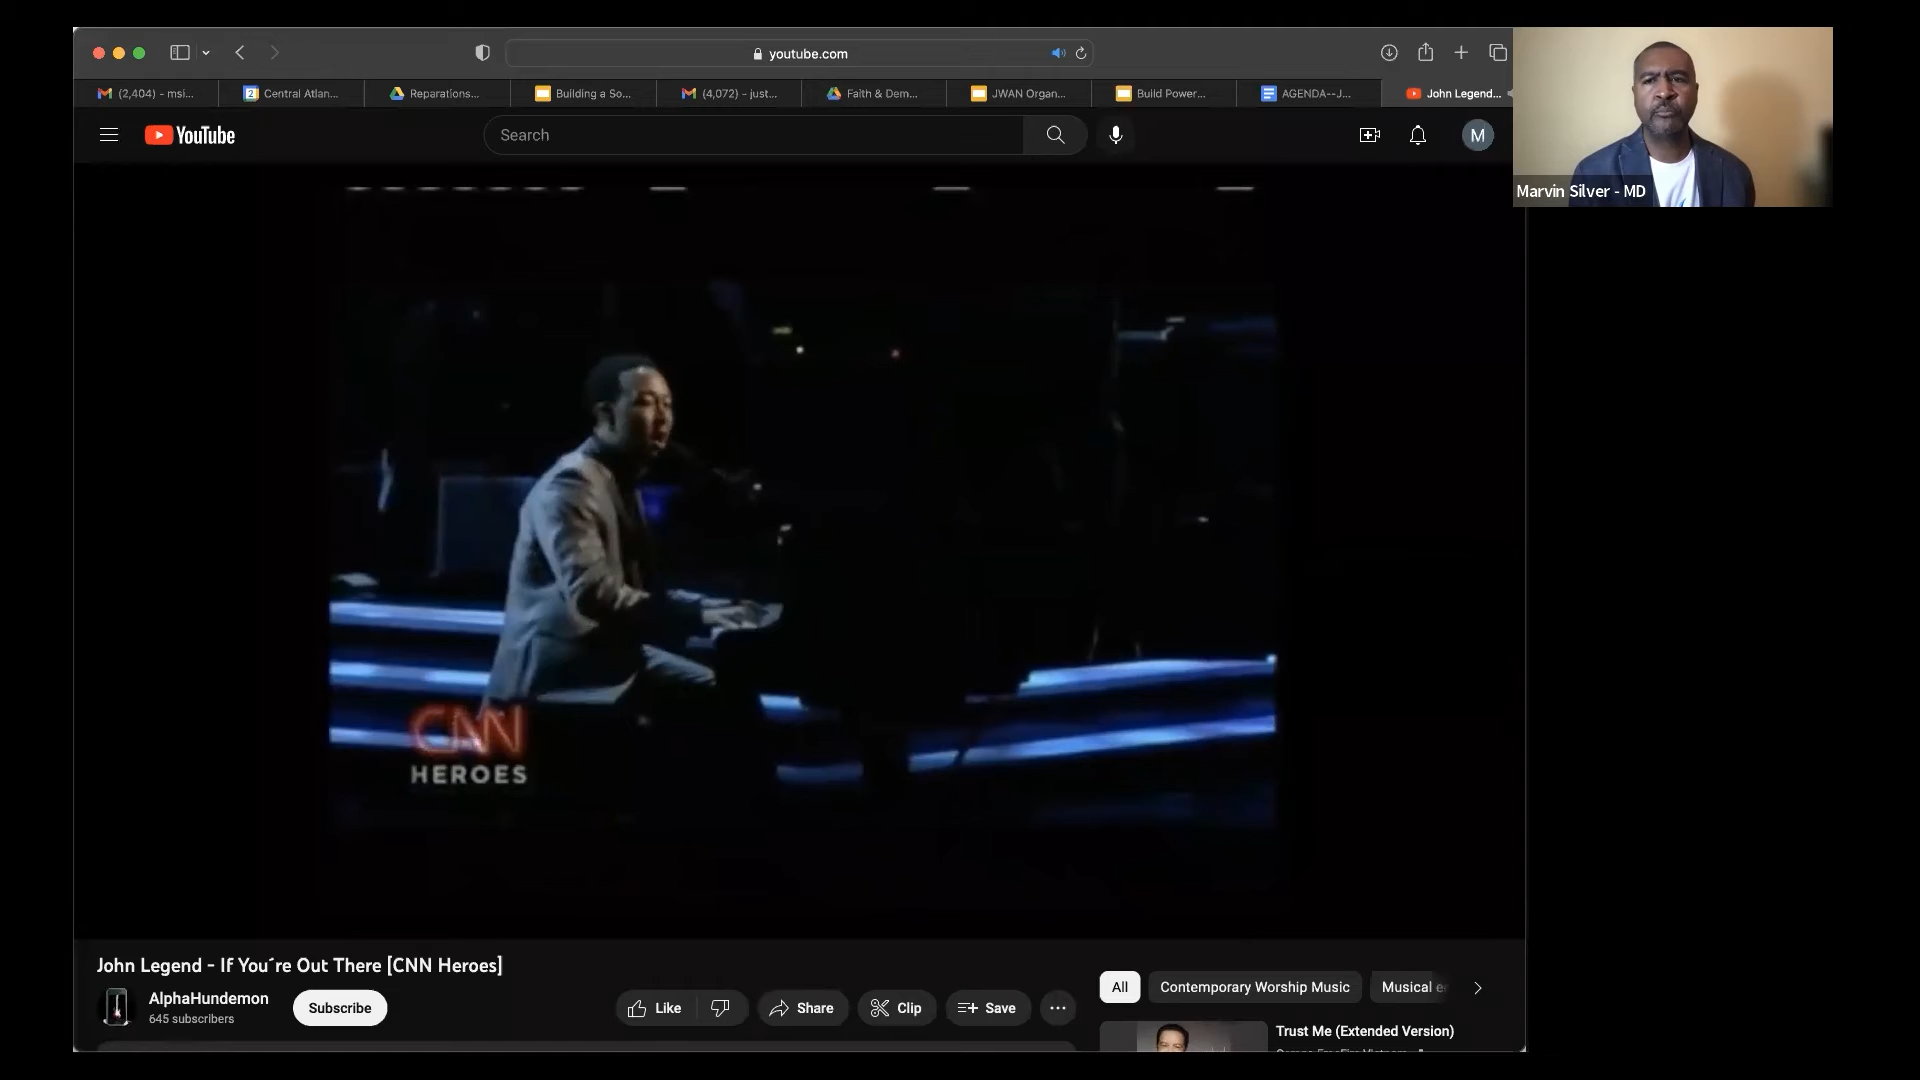 youtube.com
(2,404) - msi...
2
Central Atlan...
Reparations...
Building a So...
(4,072) - just...
Faith & Dem...
JWAN Organ...
Build Power...
AGENDA--J...
John Legend...
YouTube
Search
M
Marvin Silver - MD
CNN
HEROES
John Legend - If You´re Out There [CNN Heroes]
AlphaHundemon
645 subscribers
Subscribe
Like
Share
Clip
Save
All
Contemporary Worship Music
Musical
Trust Me (Extended Version)